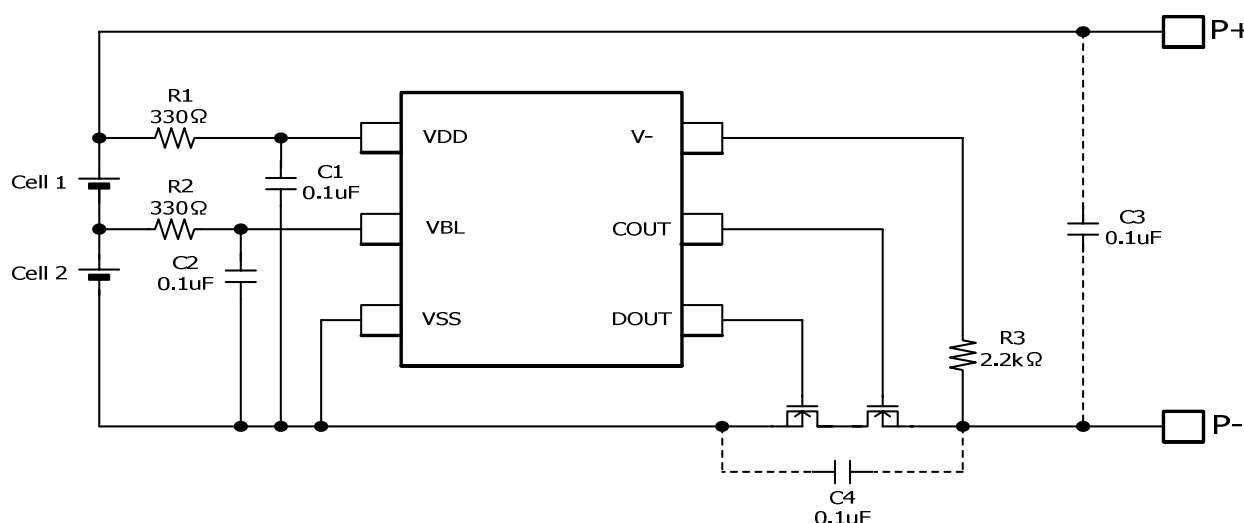 P+
R1
330Ω
VDD
V-
C1
0.1uF
Cell 1
R2
330Ω
VBL
COUT
C3
0.1uF
C2
0.1uF
Cell 2
VSS
DOUT
R3
2.2kΩ
P-
C4
0.1uF